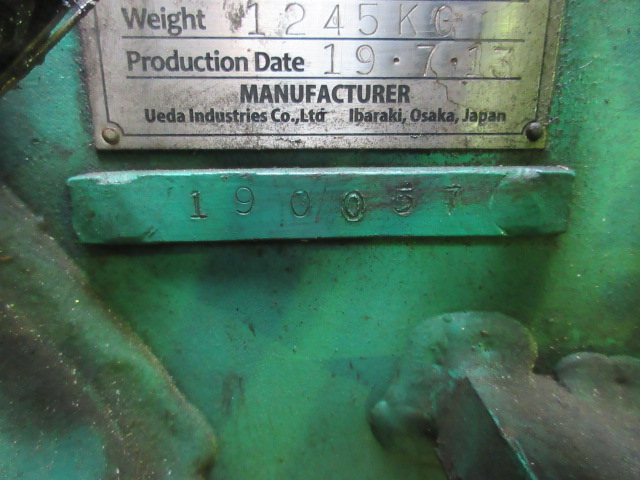 Weight 1245KG
Production Date 19.7.13
MANUFACTURER
Ueda Industries Co.,Ltd Ibaraki, Osaka, Japan
190057